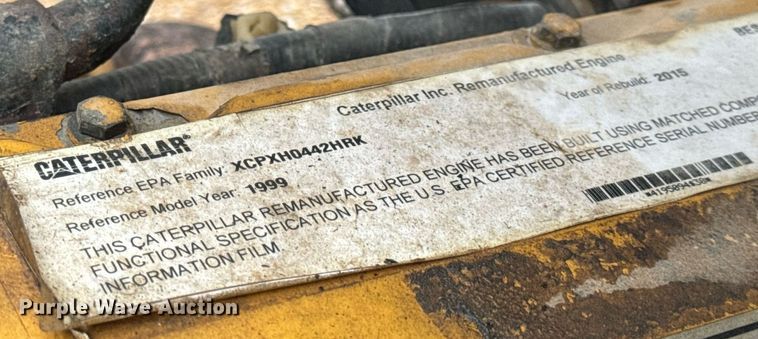 Caterpillar Inc. Remanufactured Engine
Year of Rebuild: 2015
CATERPILLAR®
Reference EPA Family: XCPXH0442HRK
Reference Model Year: 1999
THIS CATERPILLAR REMANUFACTURED ENGINE HAS BEEN BUILT USING MATCHED
FUNCTIONAL SPECIFICATION AS THE U.S. EPA CERTIFIED REFERENCE SERIAL NUMBER
INFORMATION FILM
Purple Wave Auction